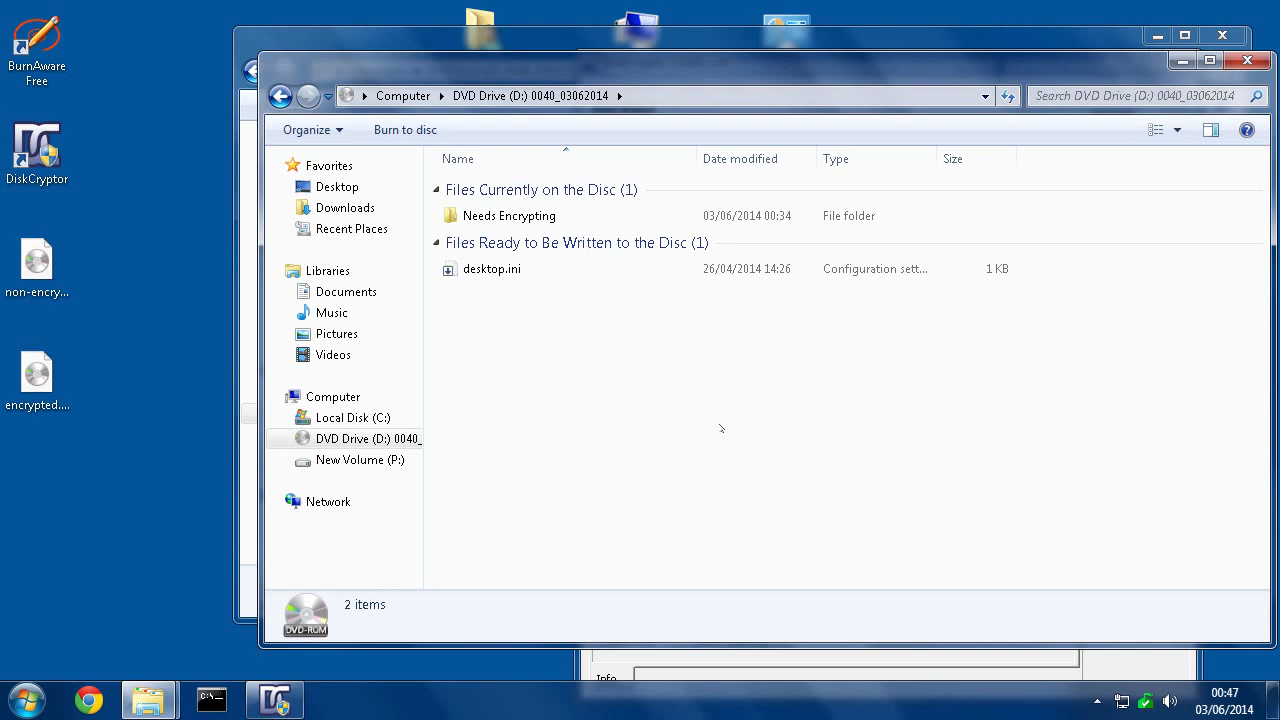 BurnAware
Free
DiskCryptor
non-encry...
encrypted....
Computer
DVD Drive (D:) 0040_03062014
Search DVD Drive (D:) 0040_03062014
Organize
Burn to disc
Name
Date modified
Type
Size
Favorites
Desktop
Downloads
Recent Places
Libraries
Documents
Music
Pictures
Videos
Computer
Local Disk (C:)
DVD Drive (D:) 0040_
New Volume (P:)
Network
Files Currently on the Disc (1)
Needs Encrypting 03/06/2014 00:34 File folder
Files Ready to Be Written to the Disc (1)
desktop.ini 26/04/2014 14:26 Configuration sett... 1 KB
DVD-ROM
2 items
Info
C:\
00:47
03/06/2014